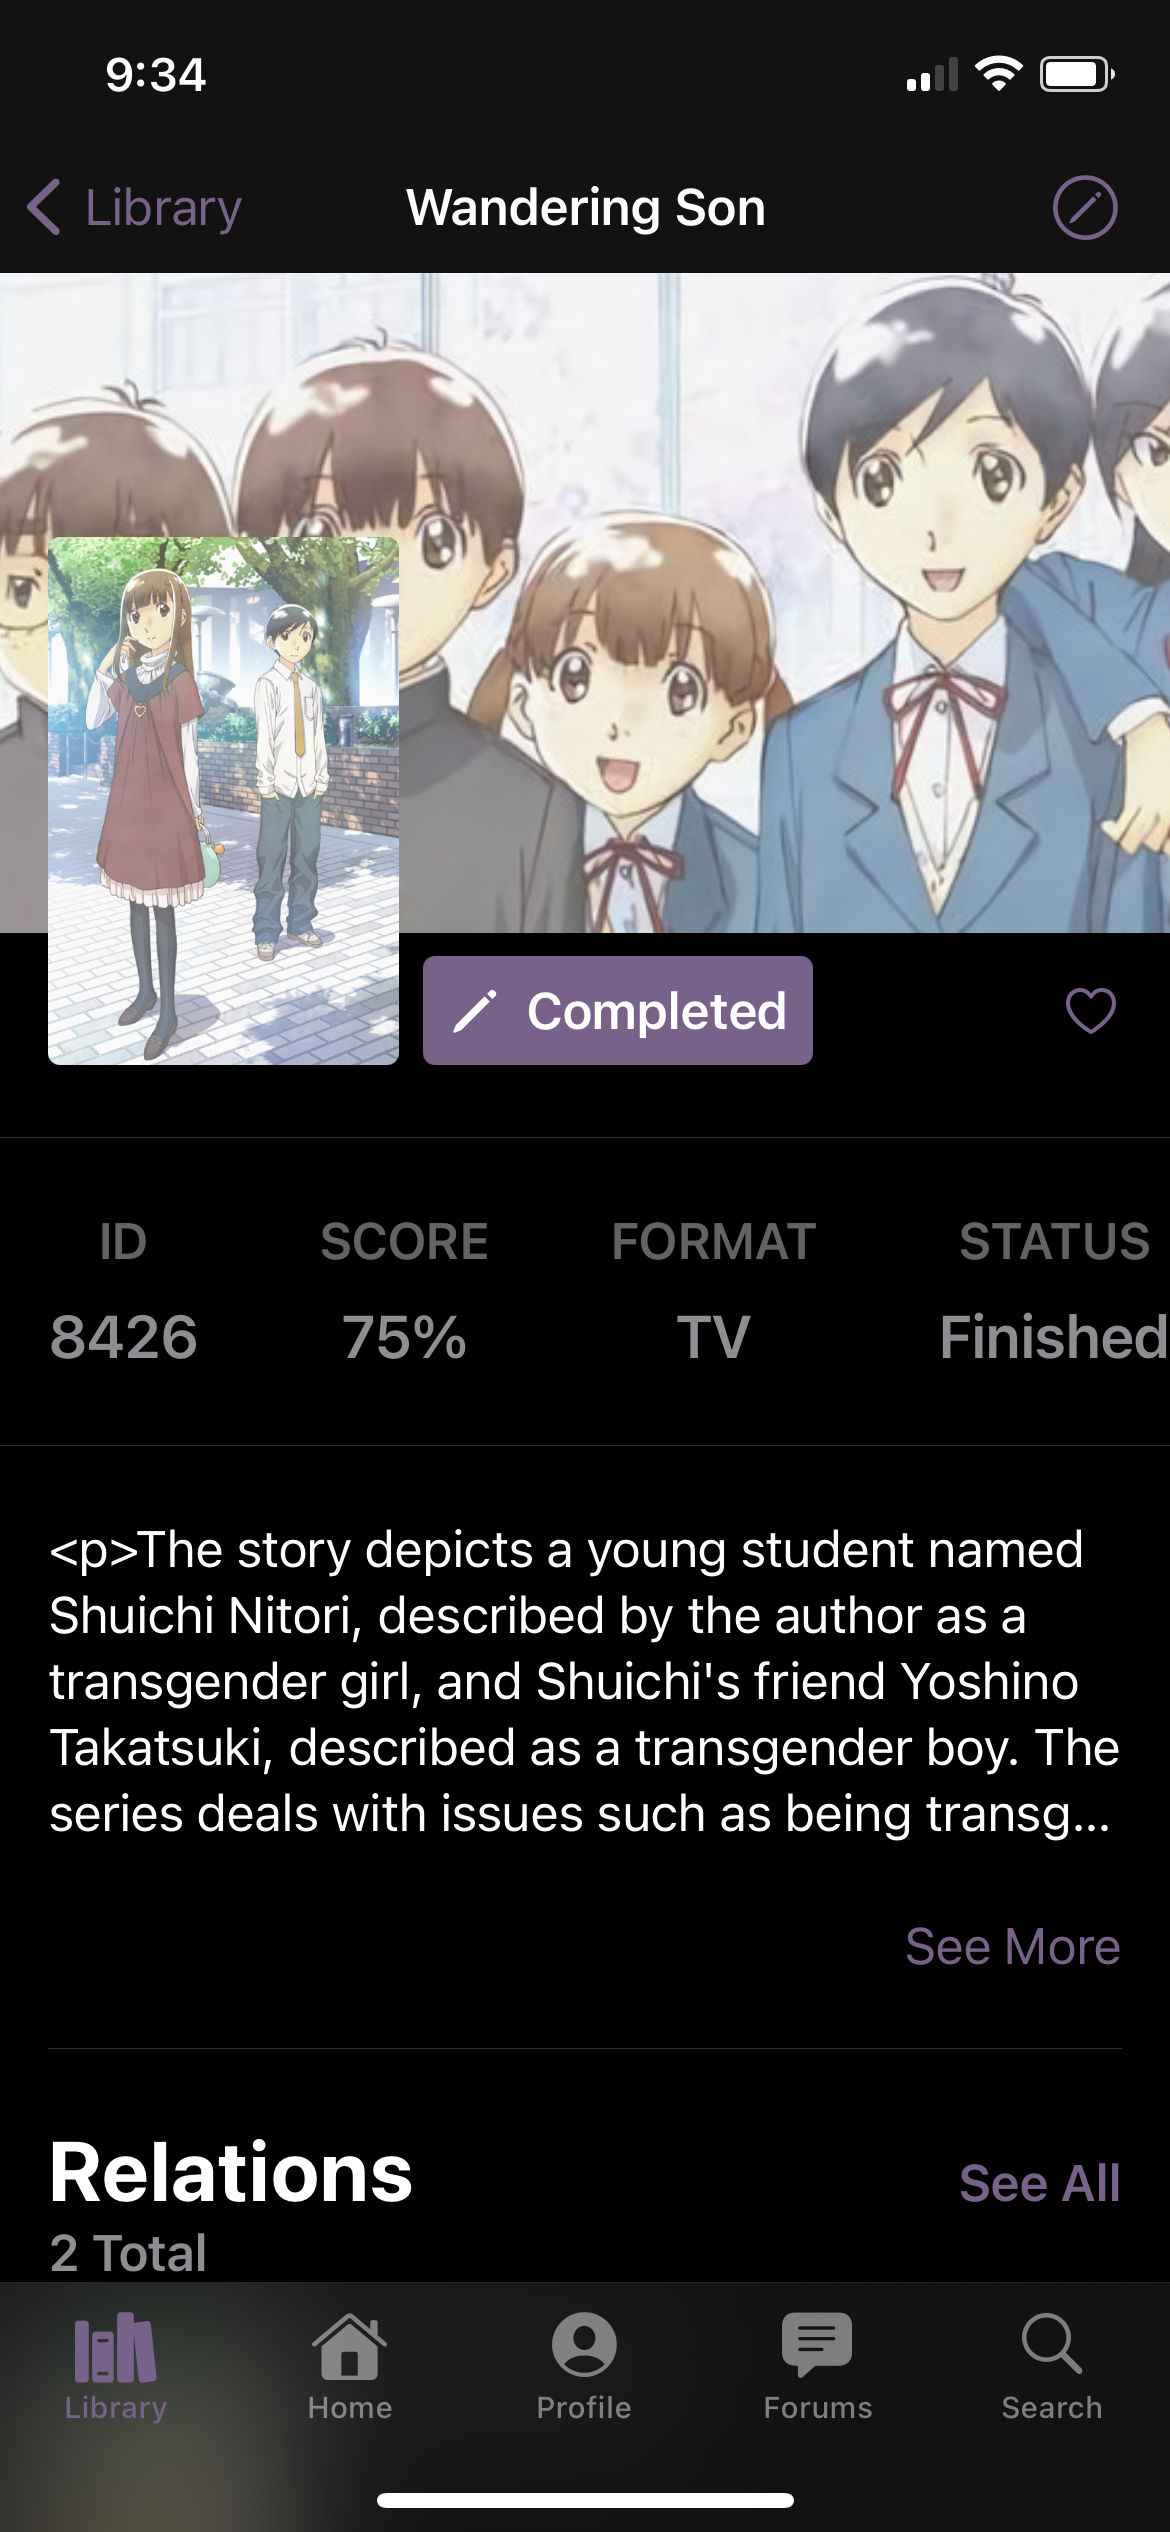 9:34
Library
Wandering Son
Completed
ID SCORE FORMAT STATUS
8426 75% TV Finished
<p>The story depicts a young student named
Shuichi Nitori, described by the author as a
transgender girl, and Shuichi's friend Yoshino
Takatsuki, described as a transgender boy. The
series deals with issues such as being transg...
See More
Relations
See All
2 Total
Library Home Profile Forums Search